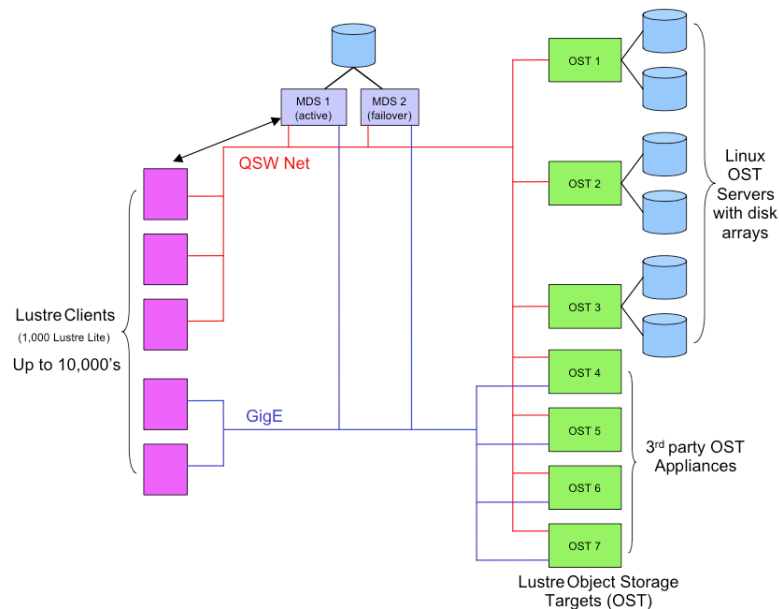 MDS 1
(active)
MDS 2
(failover)
QSW Net
OST 1
OST 2
OST 3
Linux
OST
Servers
with disk
arrays
Lustre Clients
(1,000 Lustre Lite)
Up to 10,000’s
GigE
OST 4
OST 5
OST 6
OST 7
3rd party OST
Appliances
Lustre Object Storage
Targets (OST)